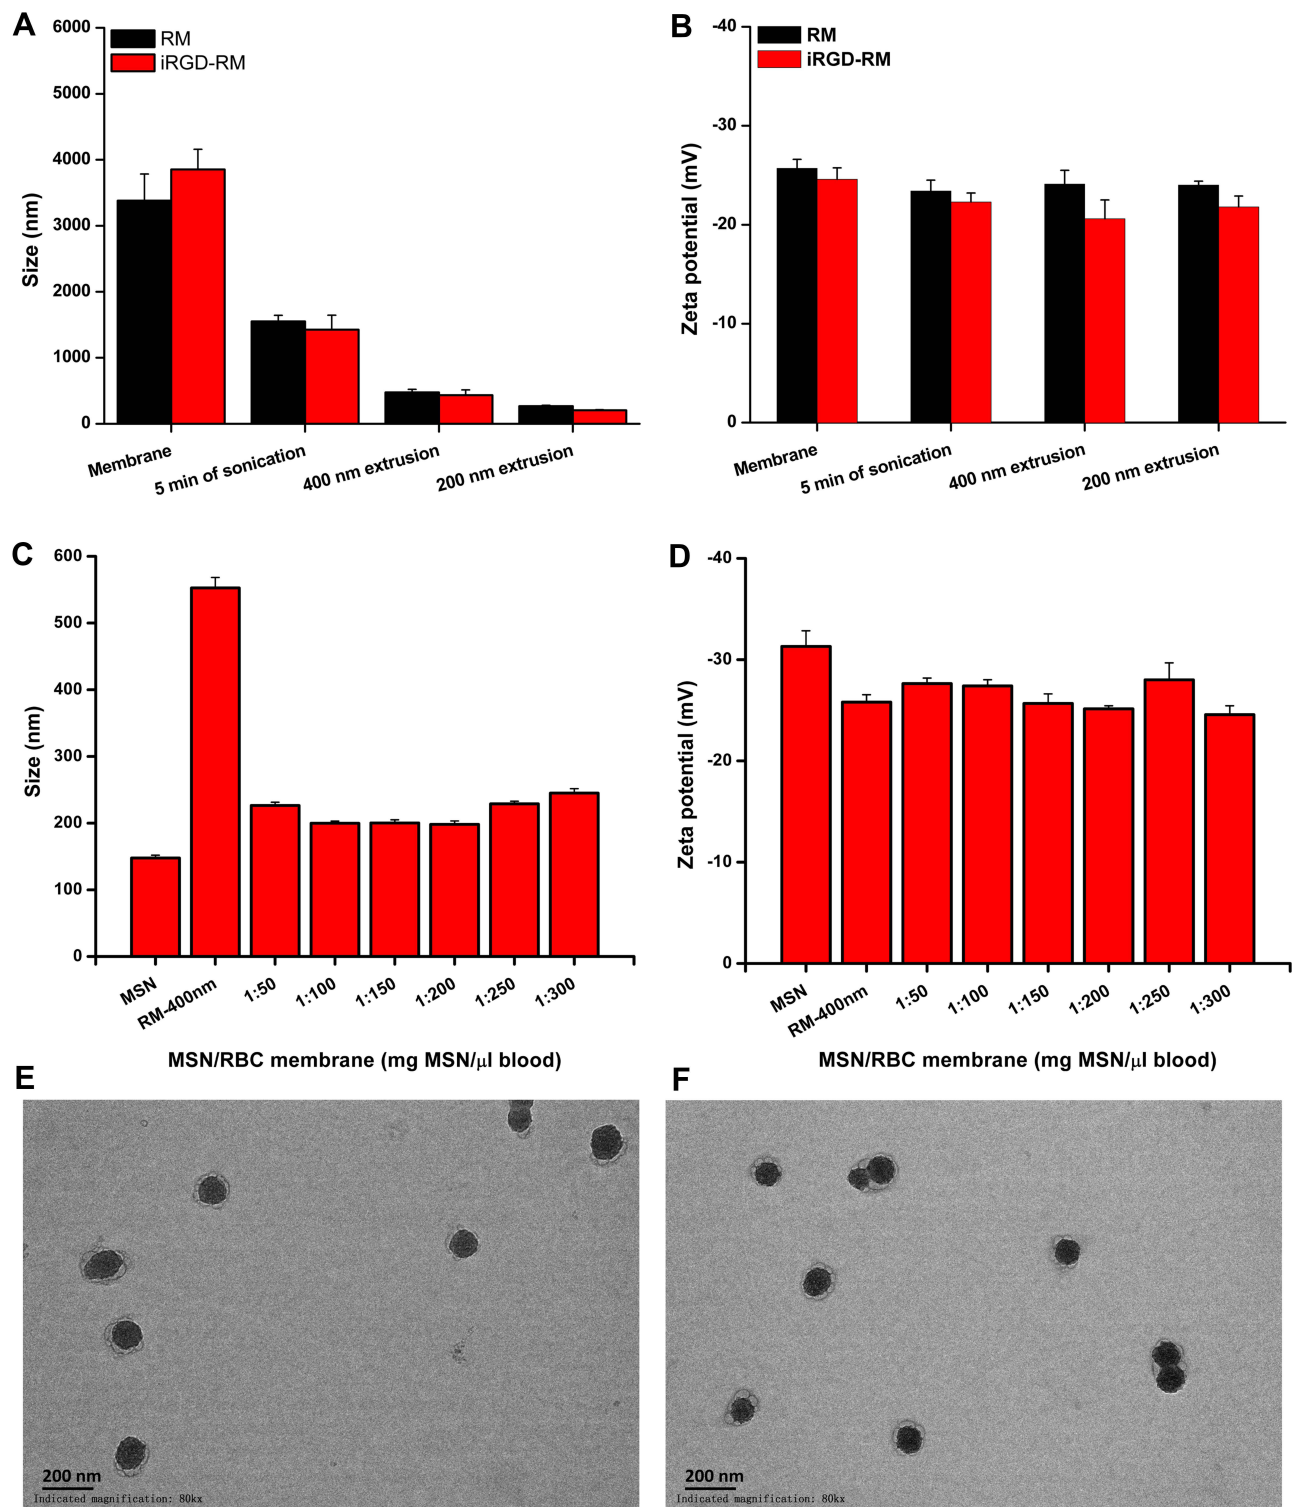 A
6000
5000
4000
3000
2000
1000
0
Size (nm)
RM
iRGD-RM
Membrane
5 min of sonication
400 nm extrusion
200 nm extrusion
B
-40
-30
-20
-10
0
Zeta potential (mV)
RM
iRGD-RM
Membrane
5 min of sonication
400 nm extrusion
200 nm extrusion
C
600
500
400
300
200
100
0
Size (nm)
MSN
RM-400nm
1:50
1:100
1:150
1:200
1:250
1:300
MSN/RBC membrane (mg MSN/μl blood)
D
-40
-30
-20
-10
0
Zeta potential (mV)
MSN
RM-400nm
1:50
1:100
1:150
1:200
1:250
1:300
MSN/RBC membrane (mg MSN/μl blood)
E
200 nm
Indicated magnification: 80kx
F
200 nm
Indicated magnification: 80kx